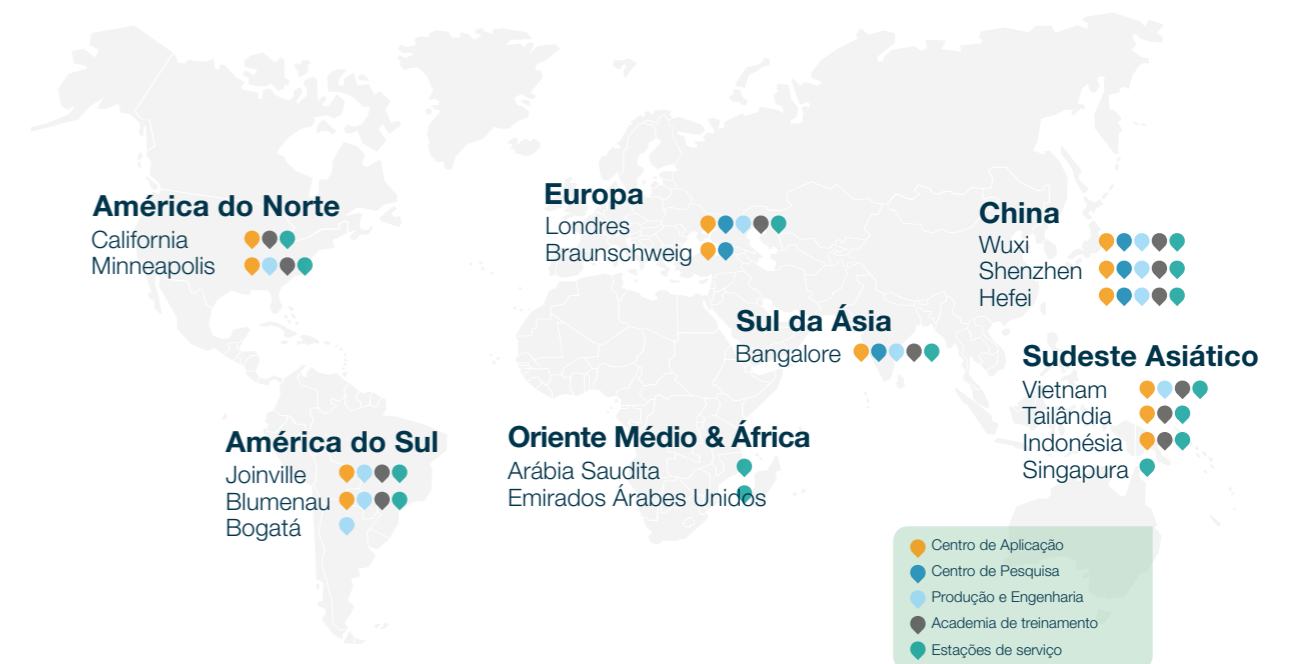 América do Norte
California
Minneapolis
Europa
Londres
Braunschweig
China
Wuxi
Shenzhen
Hefei
Sul da Ásia
Bangalore
Sudeste Asiático
Vietnam
Tailândia
Indonésia
Singapura
América do Sul
Joinville
Blumenau
Bogatá
Oriente Médio & África
Arábia Saudita
Emirados Árabes Unidos
Centro de Aplicação
Centro de Pesquisa
Produção e Engenharia
Academia de treinamento
Estações de serviço